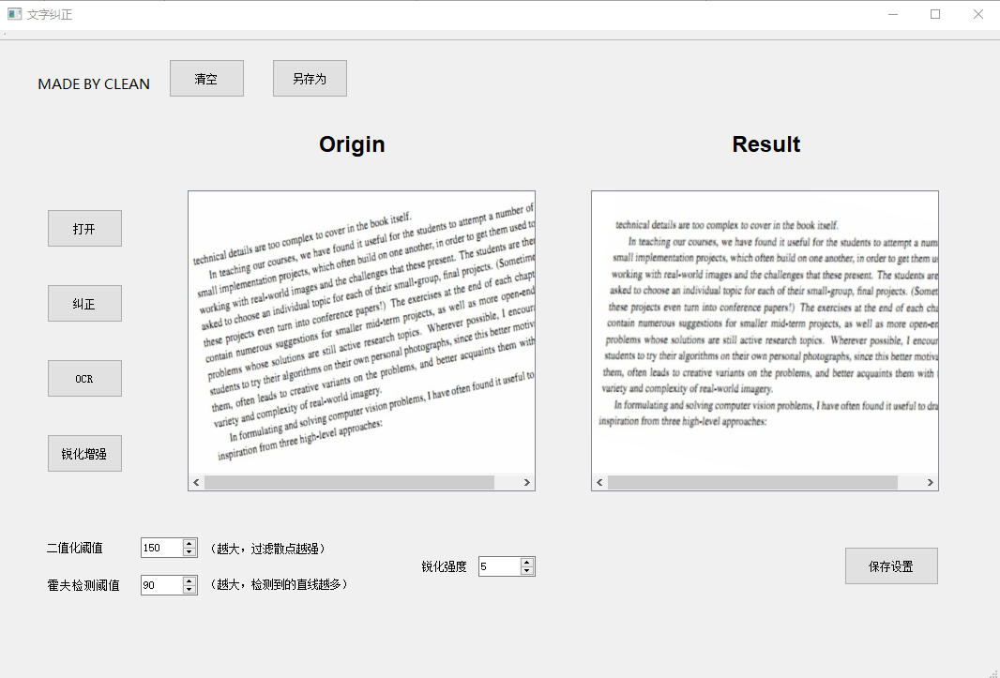 文字纠正
MADE BY CLEAN
清空
另存为
Origin
Result
打开
纠正
OCR
锐化增强
technical details are too complex to cover in the book itself.
In teaching our courses, we have found it useful for the students to attempt a number of
small implementation projects, which often build on one another, in order to get them used to
working with real-world images and the challenges that these present. The students are then
asked to choose an individual topic for each of their small-group, final projects. (Sometime
these projects even turn into conference papers!) The exercises at the end of each chapt
contain numerous suggestions for smaller mid-term projects, as well as more open-end
problems whose solutions are still active research topics. Wherever possible, I encour
students to try their algorithms on their own personal photographs, since this better motiv
them, often leads to creative variants on the problems, and better acquaints them with
variety and complexity of real-world imagery.
In formulating and solving computer vision problems, I have often found it useful to
inspiration from three high-level approaches:
technical details are too complex to cover in the book itself.
In teaching our courses, we have found it useful for the students to attempt a num
small implementation projects, which often build on one another, in order to get them us
working with real-world images and the challenges that these present. The students are
asked to choose an individual topic for each of their small-group, final projects. (Somet
these projects even turn into conference papers!) The exercises at the end of each cha
contain numerous suggestions for smaller mid-term projects, as well as more open-en
problems whose solutions are still active research topics. Wherever possible, I encour
students to try their algorithms on their own personal photographs, since this better motiva
them, often leads to creative variants on the problems, and better acquaints them with
variety and complexity of real-world imagery.
In formulating and solving computer vision problems, I have often found it useful to dra
inspiration from three high-level approaches:
二值化阈值 150 （越大，过滤散点越强）
霍夫检测阈值 90 （越大，检测到的直线越多）
锐化强度 5
保存设置